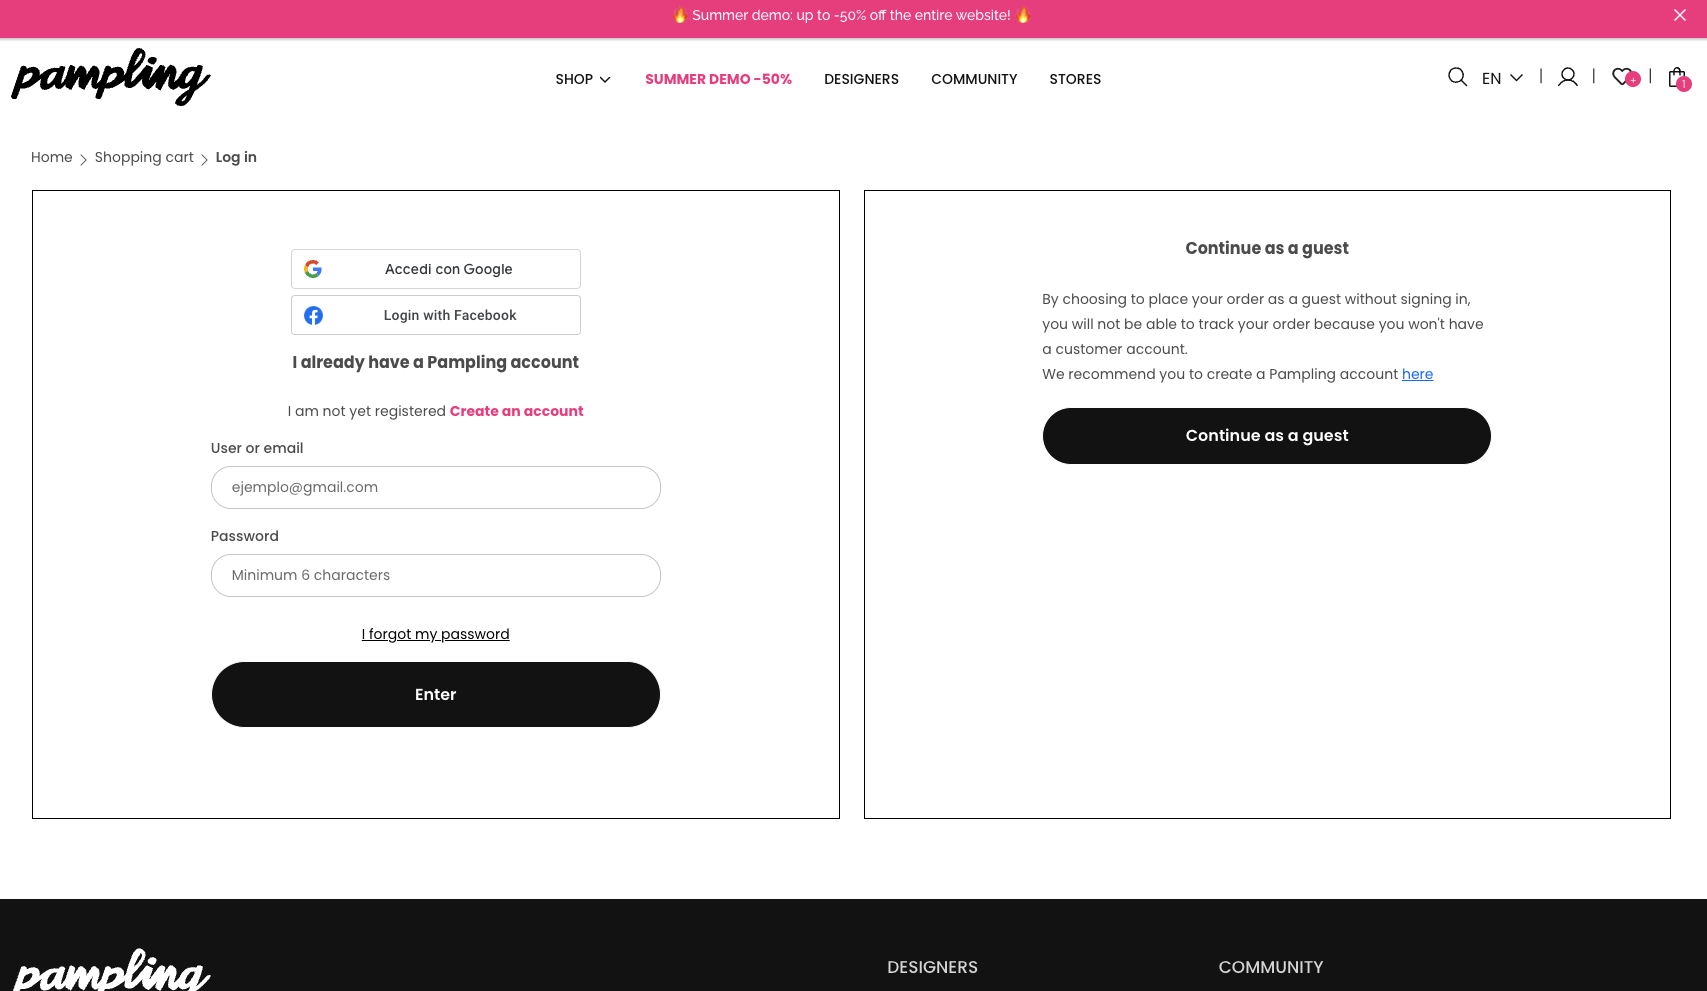 🔥 Summer demo: up to -50% off the entire website! 🔥
pampling
SHOP
SUMMER DEMO -50%
DESIGNERS
COMMUNITY
STORES
EN
+
1
Home
Shopping cart
Log in
Accedi con Google
Login with Facebook
I already have a Pampling account
I am not yet registered Create an account
User or email
ejemplo@gmail.com
Password
Minimum 6 characters
I forgot my password
Enter
Continue as a guest
By choosing to place your order as a guest without signing in,
you will not be able to track your order because you won't have
a customer account.
We recommend you to create a Pampling account here
Continue as a guest
pampling
DESIGNERS
COMMUNITY